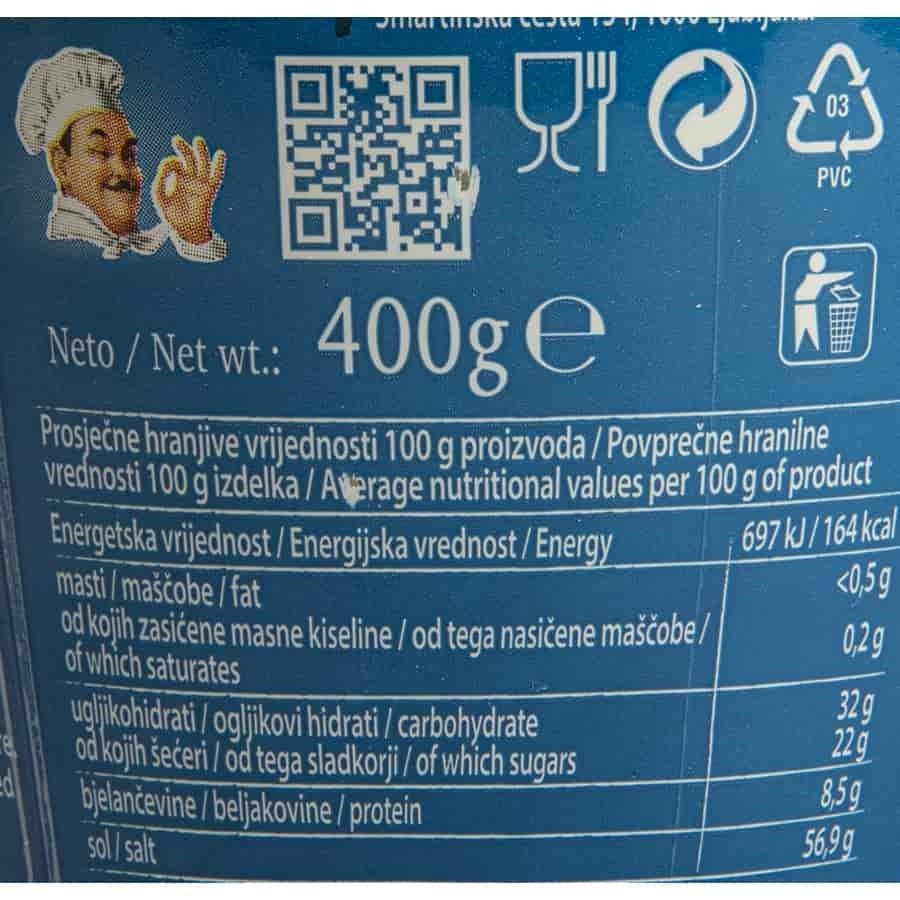 03
PVC
Neto / Net wt.: 400g e
Prosječne hranjive vrijednosti 100 g proizvoda / Povprečne hranilne
vrednosti 100 g izdelka / Average nutritional values per 100 g of product
Energetska vrijednost / Energijska vrednost / Energy 697 kJ / 164 kcal
masti / maščobe / fat <0,5 g
od kojih zasićene masne kiseline / od tega nasičene maščobe / 0,2 g
of which saturates
ugljikohidrati / ogljikovi hidrati / carbohydrate 32 g
od kojih šećeri / od tega sladkorji / of which sugars 22 g
bjelančevine / beljakovine / protein 8,5 g
sol / salt 56,9 g